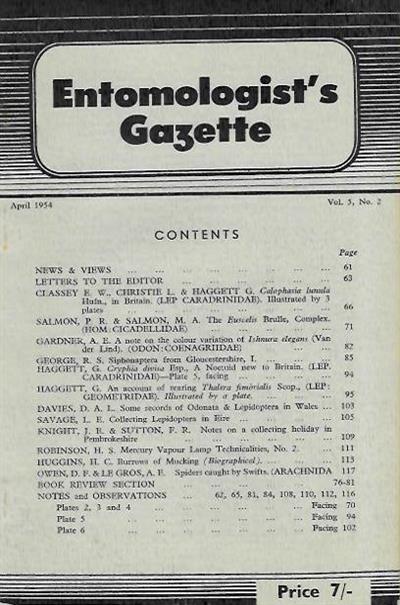 Entomologist's
Gazette
April 1954 Vol. 5, No. 2
CONTENTS
Page
NEWS & VIEWS ... ... ... ... ... ... ... 61
LETTERS TO THE EDITOR ... ... ... ... ... 63
CLASSEY E. W., CHRISTIE L. & HAGGETT G. Calophasia lunula
Hufn., in Britain. (LEP CARADRINIDAE). Illustrated by 3
plates ... ... ... ... ... ... ... 66
SALMON, P. R. & SALMON, M. A. The Euscelis Brulle, Complex.
(HOM: CICADELLIDAE) ... ... ... ... 71
GARDNER, A. E. A note on the colour variation of Ishnura elegans (Van
der Lind). (ODON: COENAGRIIDAE) ... ... ... 82
GEORGE, R. S. Siphonaptera from Gloucestershire, I. ... ... 85
HAGGETT, G. Cryphia divisa Esp., A Noctuid new to Britain. (LEP.
CARADRINIDAE)—Plate 5, facing ... ... ... ... 94
HAGGETT, G. An account of rearing Thalera fimbrialis Scop., (LEP:
GEOMETRIDAE). Illustrated by a plate. ... ... ... 95
DAVIES, D. A. L. Some records of Odonata & Lepidoptera in Wales ... 103
SAVAGE, L. E. Collecting Lepidoptera in Eire ... ... ... 105
KNIGHT, J. E. & SUTTON, F. R. Notes on a collecting holiday in
Pembrokeshire ... ... ... ... ... ... 109
ROBINSON, H. S. Mercury Vapour Lamp Technicalities, No. 2. ... 111
HUGGINS, H. C. Burrows of Mucking (Biographical). ... ... 113
OWEN, D. F. & LE GROS, A. E. Spiders caught by Swifts. (ARACHNIDA 117
BOOK REVIEW SECTION ... ... ... ... ... 76-81
NOTES and OBSERVATIONS ... ... 62, 65, 81, 84, 108, 110, 112, 116
Plates 2, 3 and 4 ... ... ... ... ... Facing 70
Plate 5 ... ... ... ... ... ... Facing 94
Plate 6 ... ... ... ... ... ... Facing 102
Price 7/-